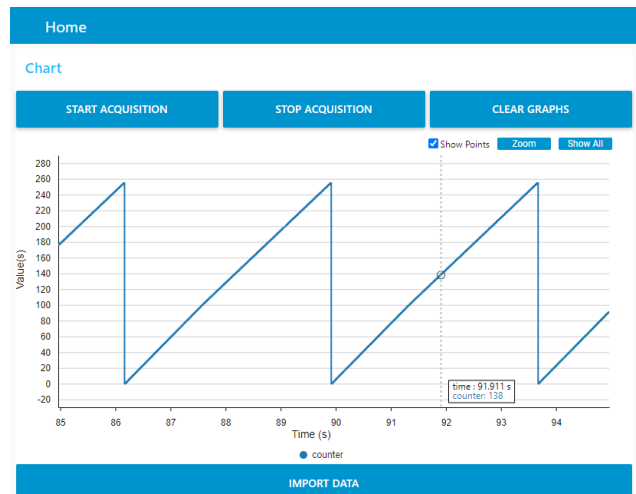 Home
Chart
START ACQUISITION STOP ACQUISITION CLEAR GRAPHS
Show Points Zoom Show All
280
260
240
220
200
180
160
140
120
100
80
60
40
20
0
-20
Value(s)
time : 91.911 s
counter: 138
85 86 87 88 89 90 91 92 93 94
Time (s)
counter
IMPORT DATA